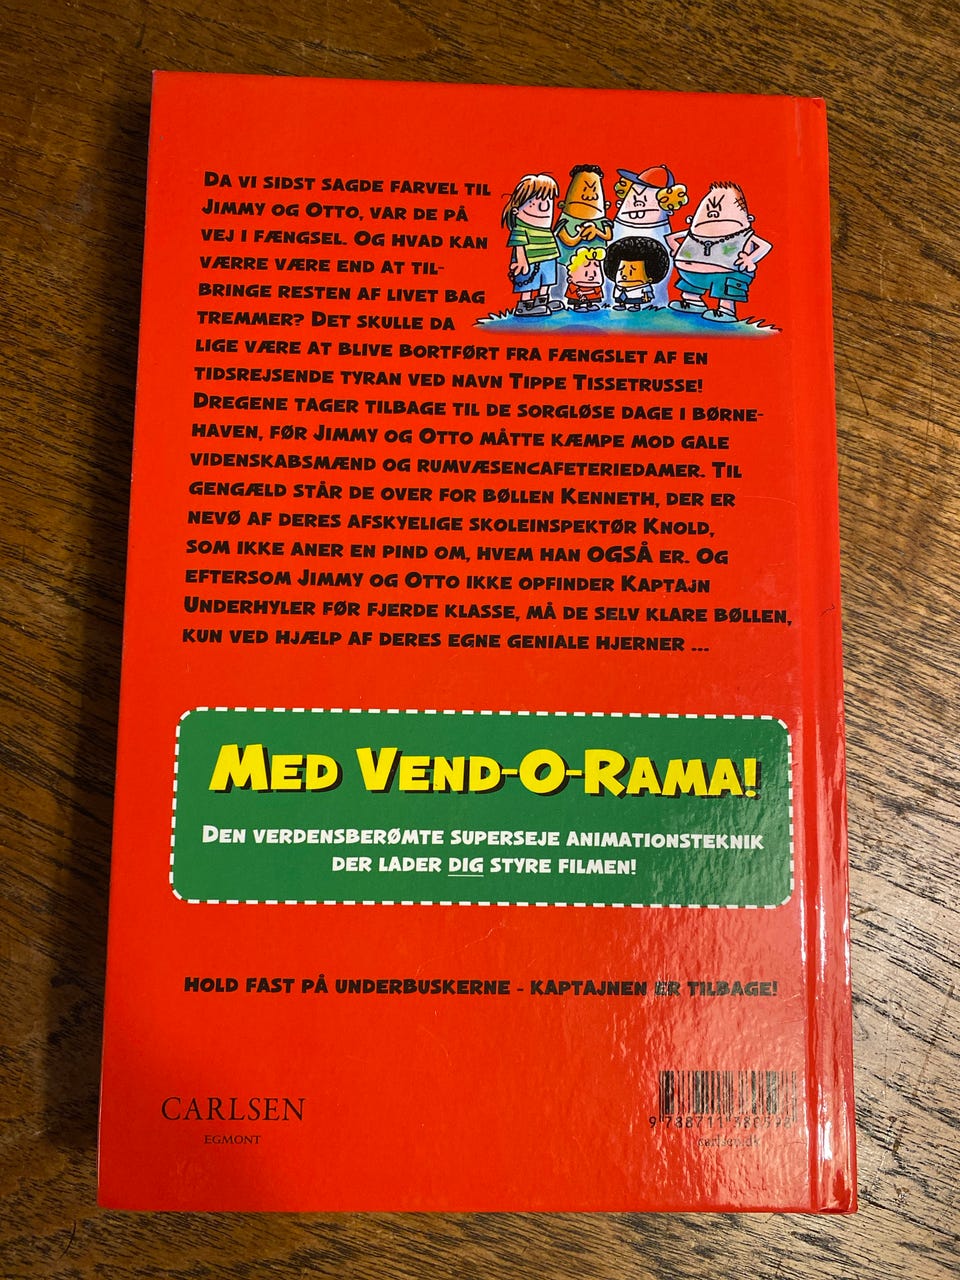 Da vi sidst sagde farvel til
Jimmy og Otto, var de på
vej i fængsel. Og hvad kan
værre være end at til-
bringe resten af livet bag
tremmer? Det skulle da
lige være at blive bortført fra fængslet af en
tidsrejsende tyran ved navn Tippe Tissetrusse!
Dregene tager tilbage til de sorgløse dage i børne-
haven, før Jimmy og Otto måtte kæmpe mod gale
videnskabsmænd og rumvæsencafeteriedamer. Til
gengæld står de over for bøllen Kenneth, der er
nevø af deres afskyelige skoleinspektør Knold,
som ikke aner en pind om, hvem han OGSÅ er. Og
eftersom Jimmy og Otto ikke opfinder Kaptajn
Underhyler før fjerde klasse, må de selv klare bøllen,
kun ved hjælp af deres egne geniale hjerner ...
Med Vend-O-Rama!
Den verdensberømte superseje animationsteknik
der lader dig styre filmen!
Hold fast på underbuskerne - Kaptajnen er tilbage!
CARLSEN
EGMONT
carlsen.dk